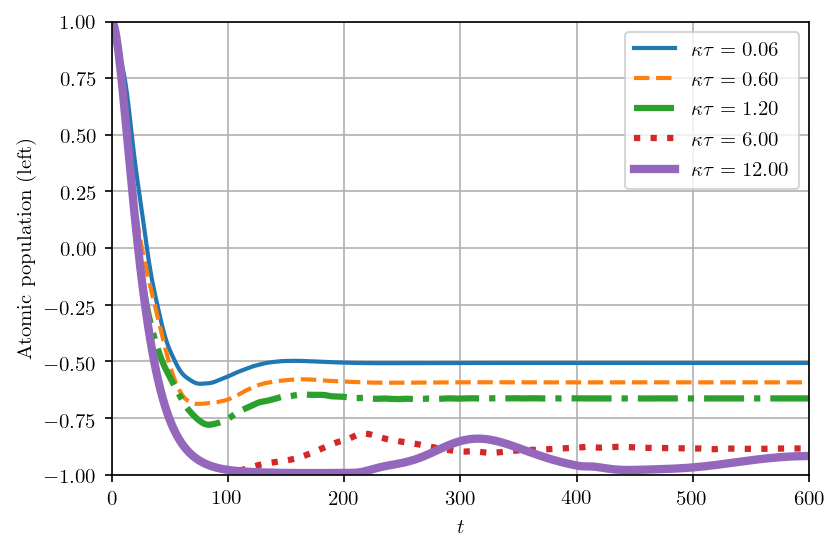 1.00
0.75
0.50
0.25
0.00
−0.25
−0.50
−0.75
−1.00
Atomic population (left)
κτ = 0.06
κτ = 0.60
κτ = 1.20
κτ = 6.00
κτ = 12.00
0 100 200 300 400 500 600
t